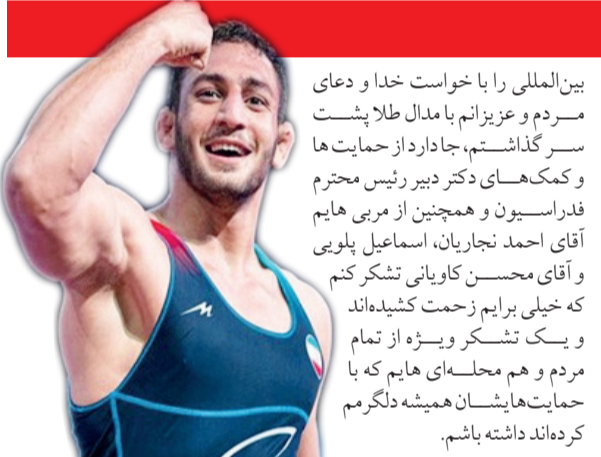 بین‌المللی را با خواست خدا و دعای
مردم و عزیزانم با مدال طلا پشت
سر گذاشتم، جا دارد از حمایت ها
و کمک‌های دکتر دبیر رئیس محترم
فدراسیون و همچنین از مربی هایم
آقای احمد نجاریان، اسماعیل پلویی
و آقای محسن کاویانی تشکر کنم
که خیلی برایم زحمت کشیده‌اند
و یک تشکر ویژه از تمام
مردم و هم محله‌ای هایم که با
حمایت‌هایشان همیشه دلگرمم
کرده‌اند داشته باشم.